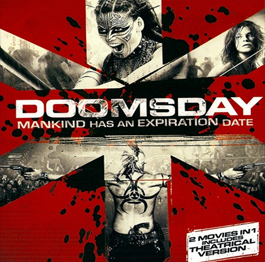 DOOMSDAY
MANKIND HAS AN EXPIRATION DATE
2 MOVIES IN 1
INCLUDES
THEATRICAL
VERSION